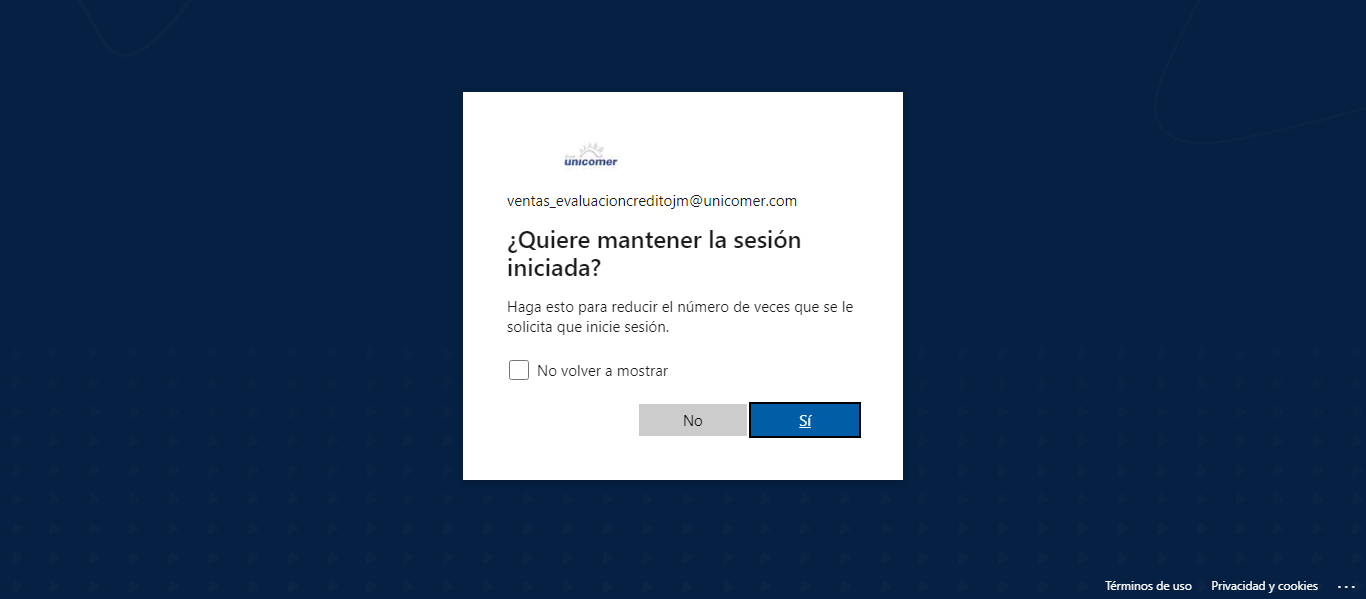 unicomer
ventas_evaluacioncreditojm@unicomer.com
¿Quiere mantener la sesión
iniciada?
Haga esto para reducir el número de veces que se le
solicita que inicie sesión.
No volver a mostrar
No
Sí
Términos de uso
Privacidad y cookies
...